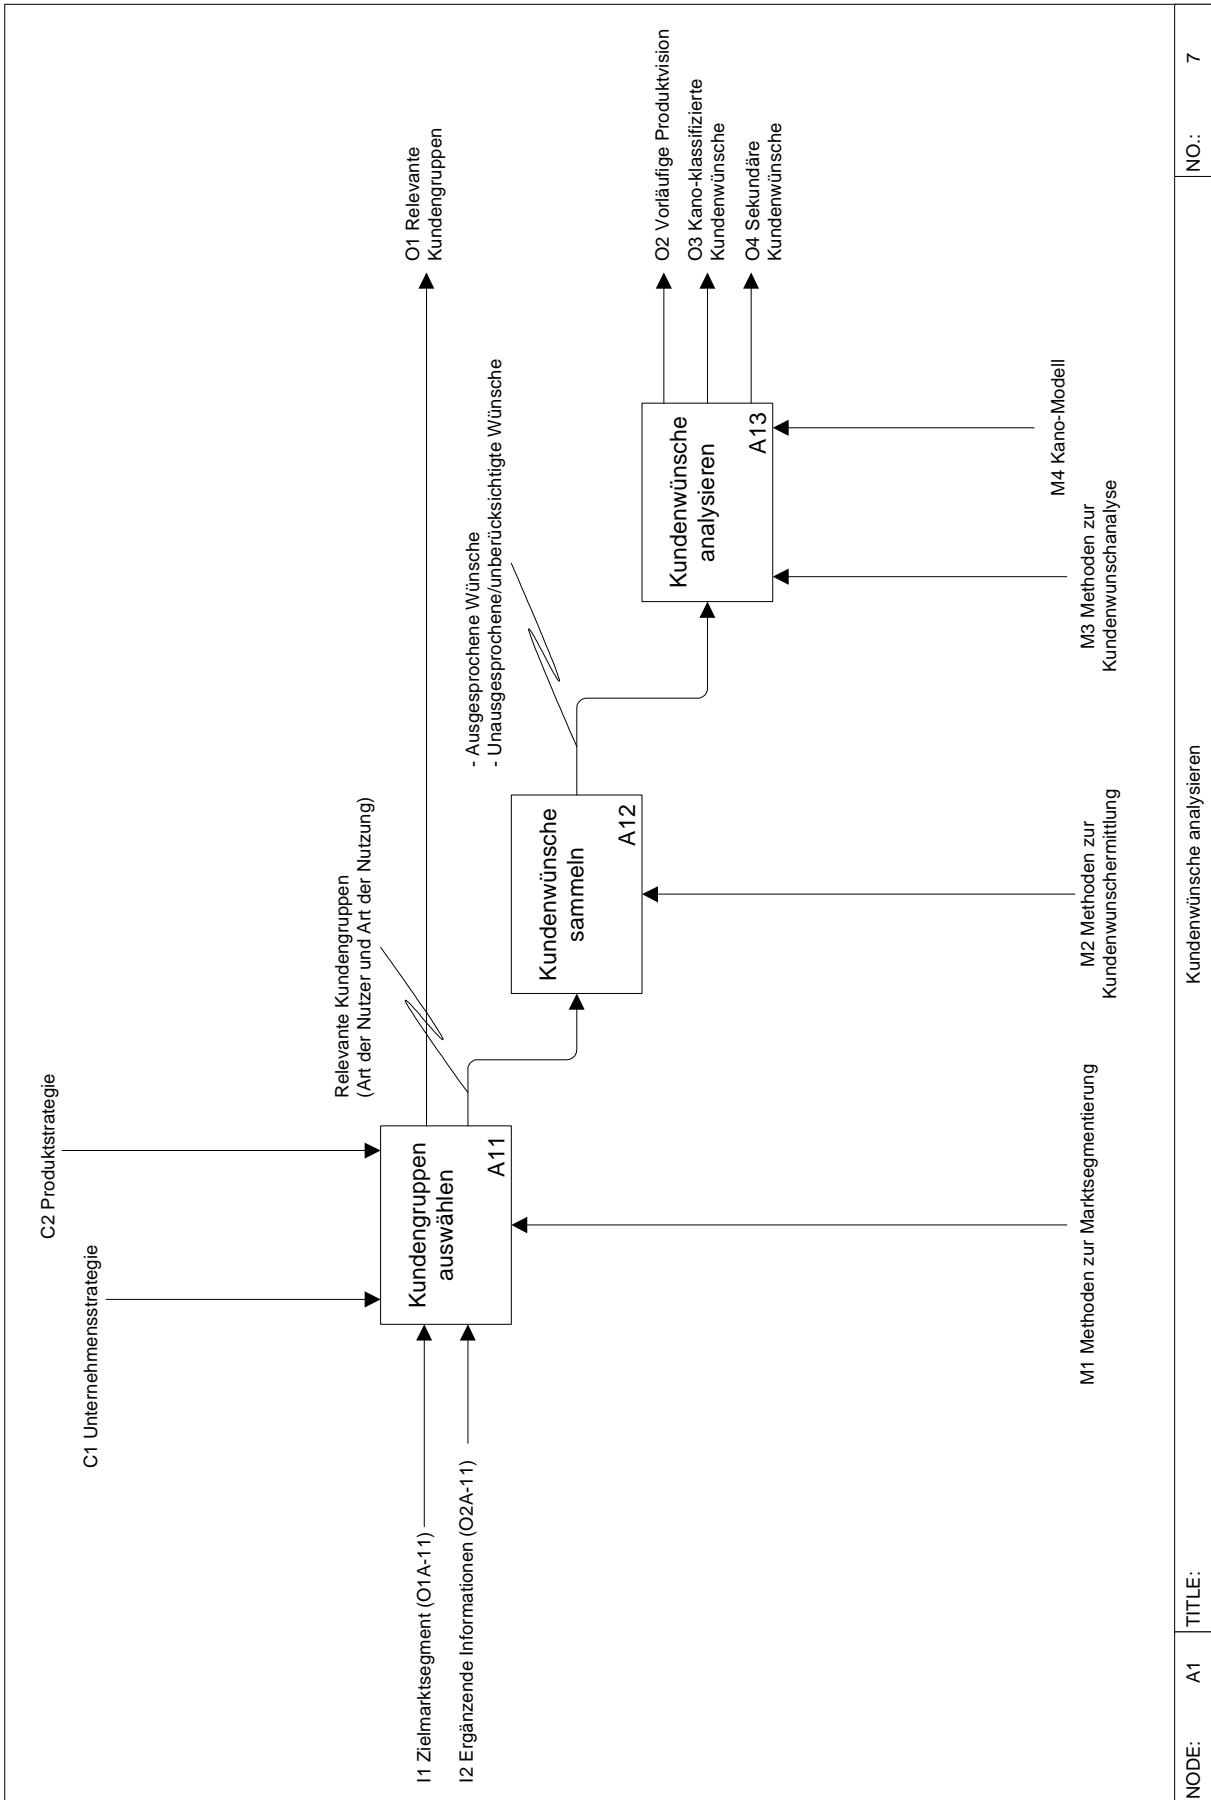 C2 Produktstrategie
C1 Unternehmensstrategie
Relevante Kundengruppen
(Art der Nutzer und Art der Nutzung)
O1 Relevante
Kundengruppen
I1 Zielmarktsegment (O1A-11)
I2 Ergänzende Informationen (O2A-11)
Kundengruppen
auswählen
A11
- Ausgesprochene Wünsche
- Unausgesprochene/unberücksichtigte Wünsche
Kundenwünsche
sammeln
A12
Kundenwünsche
analysieren
A13
O2 Vorläufige Produktvision
O3 Kano-klassifizierte
Kundenwünsche
O4 Sekundäre
Kundenwünsche
M1 Methoden zur Marktsegmentierung
M2 Methoden zur
Kundenwunschermittlung
M3 Methoden zur
Kundenwunschanalyse
M4 Kano-Modell
NODE: A1
TITLE:
Kundenwünsche analysieren
NO.: 7